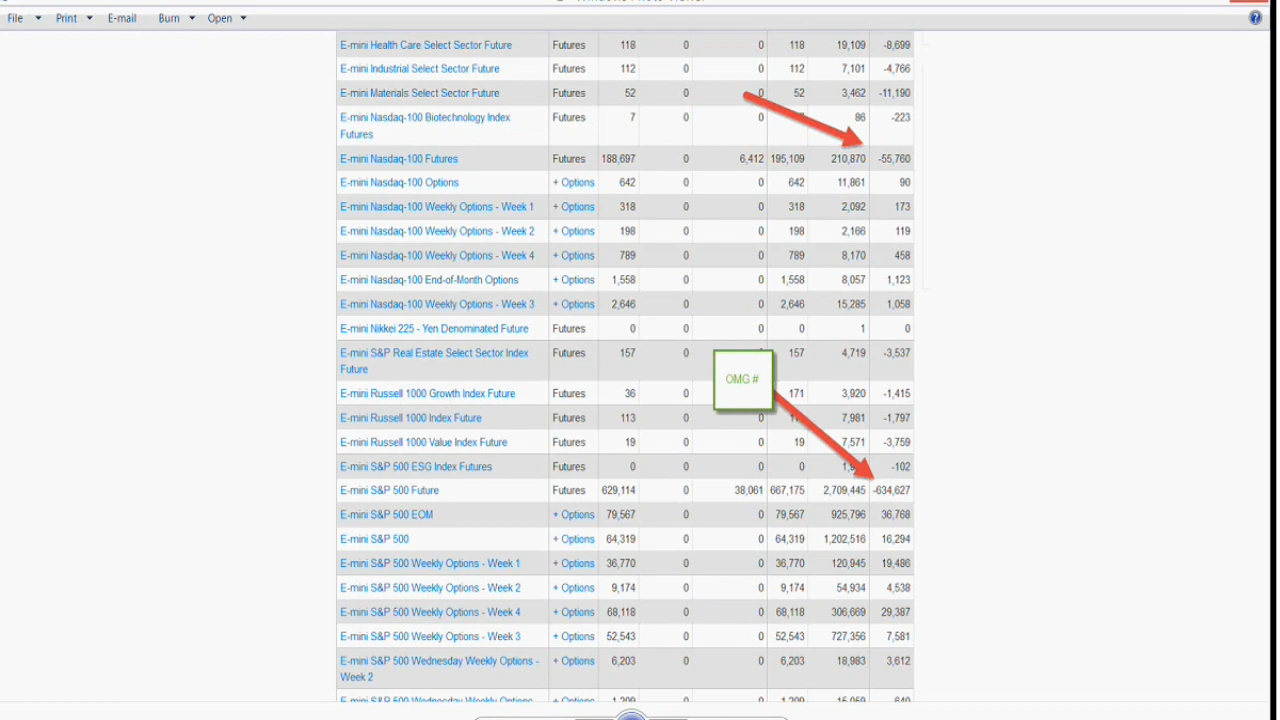 File Print E-mail Burn Open
E-mini Health Care Select Sector Future Futures 118 0 0 118 19,109 -8,699
E-mini Industrial Select Sector Future Futures 112 0 0 112 7,101 -4,766
E-mini Materials Select Sector Future Futures 52 0 0 52 3,462 -11,190
E-mini Nasdaq-100 Biotechnology Index Futures 7 0 0 86 -223
Futures
E-mini Nasdaq-100 Futures Futures 188,697 0 6,412 195,109 210,870 -55,760
E-mini Nasdaq-100 Options + Options 642 0 0 642 11,861 90
E-mini Nasdaq-100 Weekly Options - Week 1 + Options 318 0 0 318 2,092 173
E-mini Nasdaq-100 Weekly Options - Week 2 + Options 198 0 0 198 2,166 119
E-mini Nasdaq-100 Weekly Options - Week 4 + Options 789 0 0 789 8,170 458
E-mini Nasdaq-100 End-of-Month Options + Options 1,558 0 0 1,558 8,057 1,123
E-mini Nasdaq-100 Weekly Options - Week 3 + Options 2,646 0 0 2,646 15,285 1,058
E-mini Nikkei 225 - Yen Denominated Future Futures 0 0 0 0 1 0
E-mini S&P Real Estate Select Sector Index Futures 157 0 157 4,719 -3,537
Future
OMG #
E-mini Russell 1000 Growth Index Future Futures 36 0 171 3,920 -1,415
E-mini Russell 1000 Index Future Futures 113 0 0 7,981 -1,797
E-mini Russell 1000 Value Index Future Futures 19 0 0 19 7,571 -3,759
E-mini S&P 500 ESG Index Futures Futures 0 0 0 0 -102
E-mini S&P 500 Future Futures 629,114 0 38,061 667,175 2,709,445 -634,627
E-mini S&P 500 EOM + Options 79,567 0 0 79,567 925,796 36,768
E-mini S&P 500 + Options 64,319 0 0 64,319 1,202,516 16,294
E-mini S&P 500 Weekly Options - Week 1 + Options 36,770 0 0 36,770 120,945 19,486
E-mini S&P 500 Weekly Options - Week 2 + Options 9,174 0 0 9,174 54,934 4,538
E-mini S&P 500 Weekly Options - Week 4 + Options 68,118 0 0 68,118 306,669 29,387
E-mini S&P 500 Weekly Options - Week 3 + Options 52,543 0 0 52,543 727,356 7,581
E-mini S&P 500 Wednesday Weekly Options - + Options 6,203 0 0 6,203 18,983 3,612
Week 2
E-mini S&P 500 Wednesday Weekly Options + Options 1,209 0 0 1,209